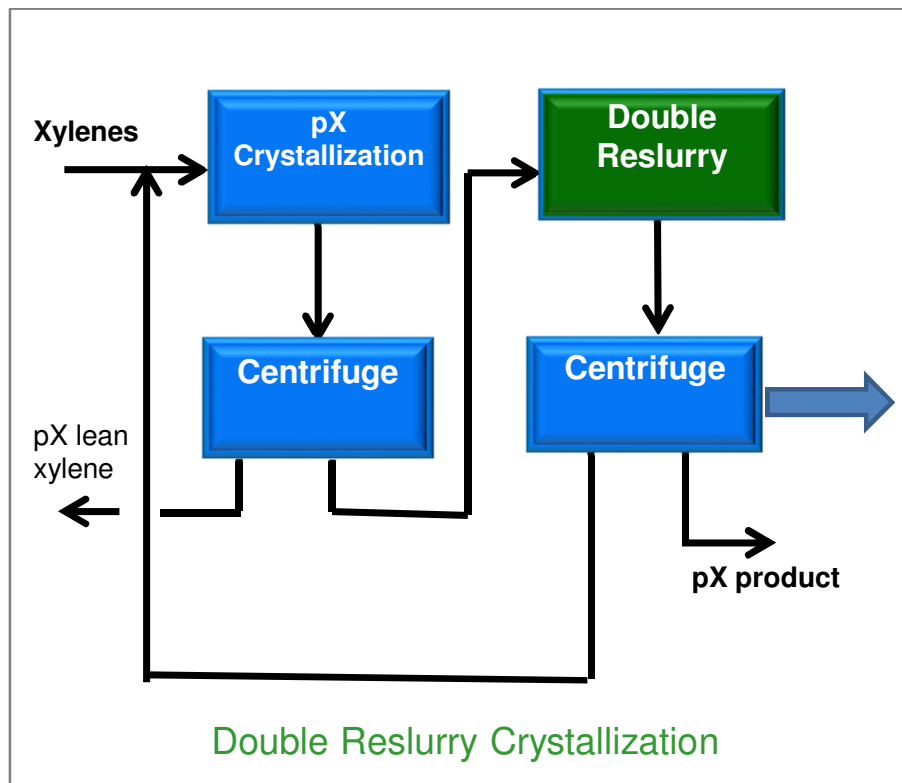 Xylenes
pX
Crystallization
Double
Reslurry
Centrifuge
Centrifuge
pX lean
xylene
pX product
Double Reslurry Crystallization